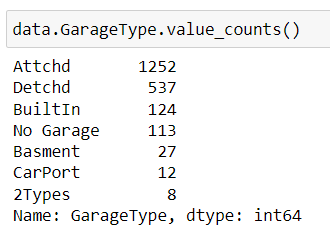 data.GarageType.value_counts()
Attchd 1252
Detchd 537
BuiltIn 124
No Garage 113
Basment 27
CarPort 12
2Types 8
Name: GarageType, dtype: int64